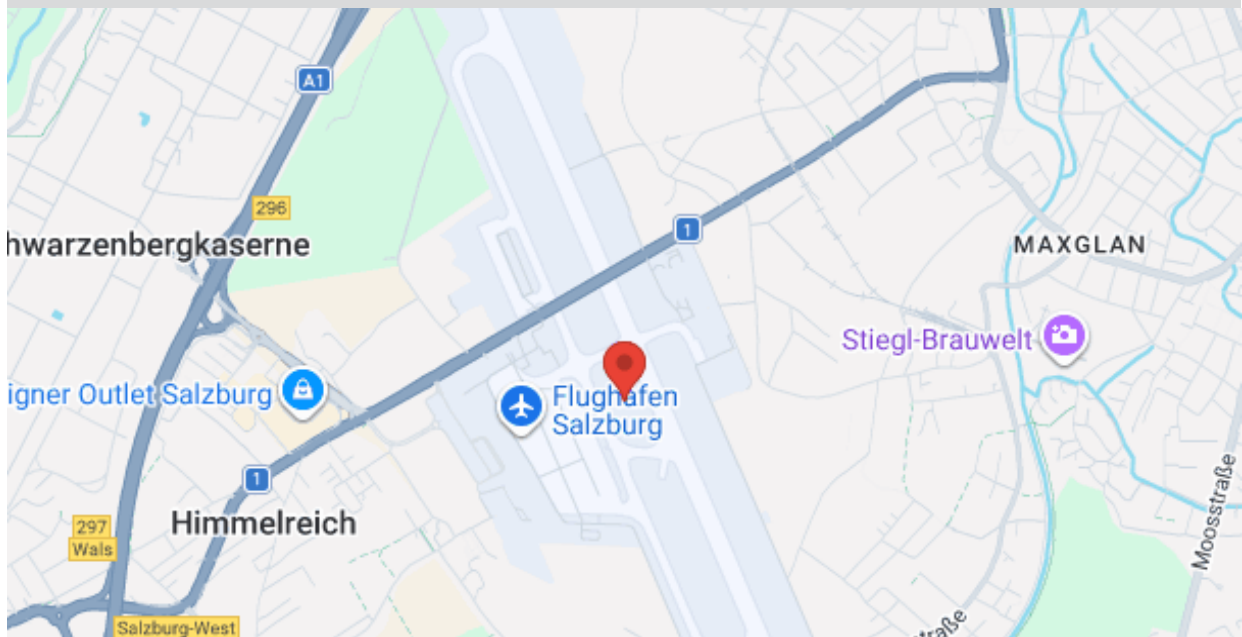 A1
296
hwarzenbergkaserne
1
MAXGLAN
Stiegl-Brauwelt
igner Outlet Salzburg
Flughafen
Salzburg
1
Himmelreich
297
Wals
Moosstraße
Salzburg-West
raße